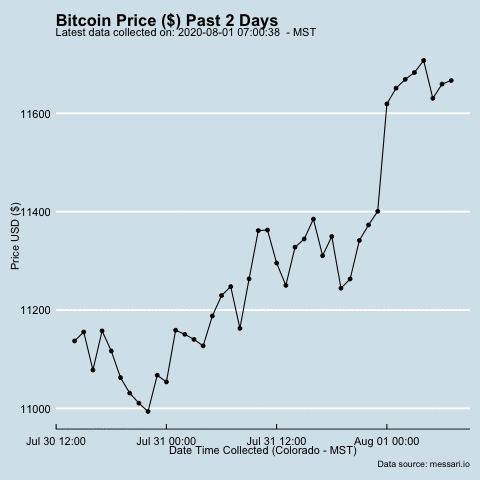 Bitcoin Price ($) Past 2 Days
Latest data collected on: 2020-08-01 07:00:38 - MST
11600
11400
Price USD ($)
11200
11000
Jul 30 12:00 Jul 31 00:00 Jul 31 12:00 Aug 01 00:00
Date Time Collected (Colorado - MST)
Data source: messari.io